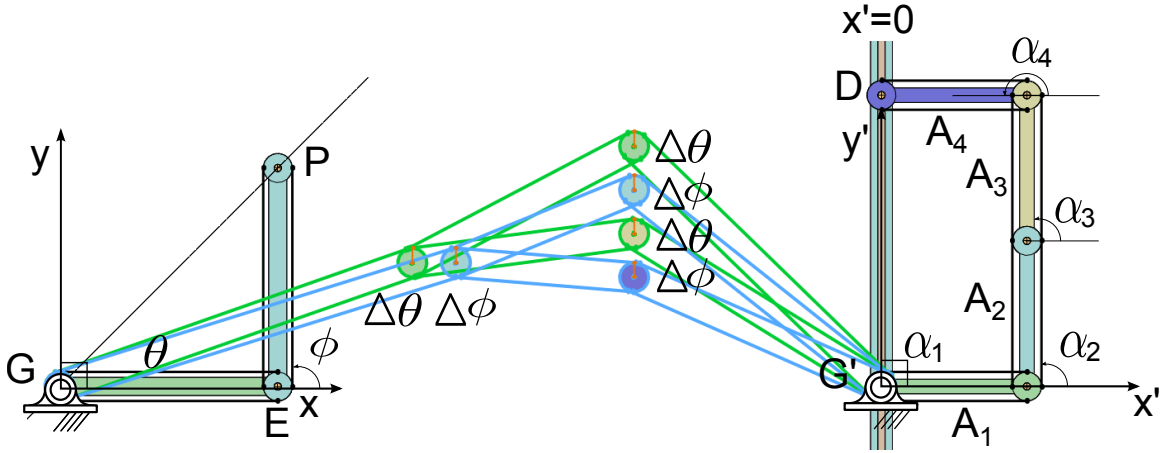 x'=0
D
α₄
y'
A₄
A₃
α₃
A₂
G'
α₁
α₂
x'
A₁
y
P
G
θ
ϕ
x
E
Δθ
Δϕ
Δθ
Δϕ
Δθ Δϕ